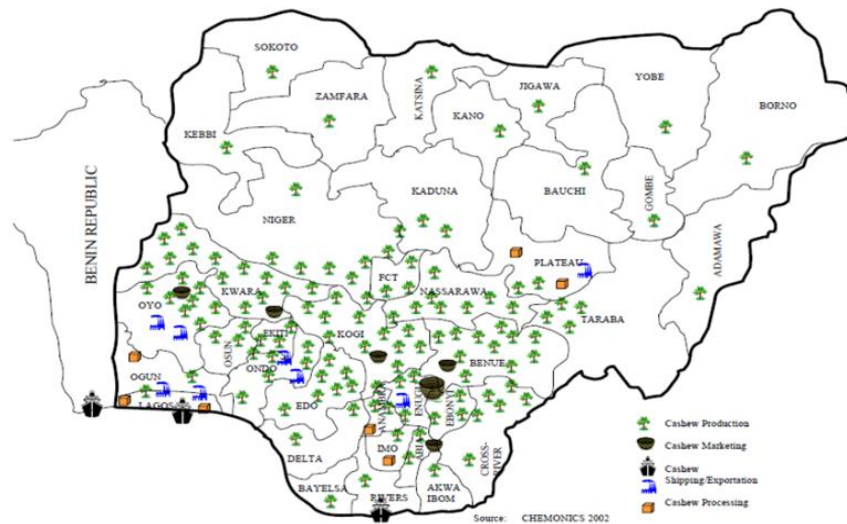 SOKOTO
KATSINA
JIGAWA
YOBE
BORNO
ZAMFARA
KANO
KEBBI
BENIN REPUBLIC
NIGER
KADUNA
BAUCHI
GOMBE
ADAMAWA
PLATEAU
FCT
NASSARAWA
KWARA
OYO
TARABA
OSUN
EKITI
KOGI
ONDO
BENUE
OGUN
LAGOS
EDO
ANAMBRA
ENUGU
EBONYI
DELTA
IMO
ABIA
CROSS-
RIVER
BAYELSA
RIVERS
AKWA
IBOM
Cashew Production
Cashew Marketing
Cashew
Shipping/Exportation
Cashew Processing
Source: CHEMONICS 2002